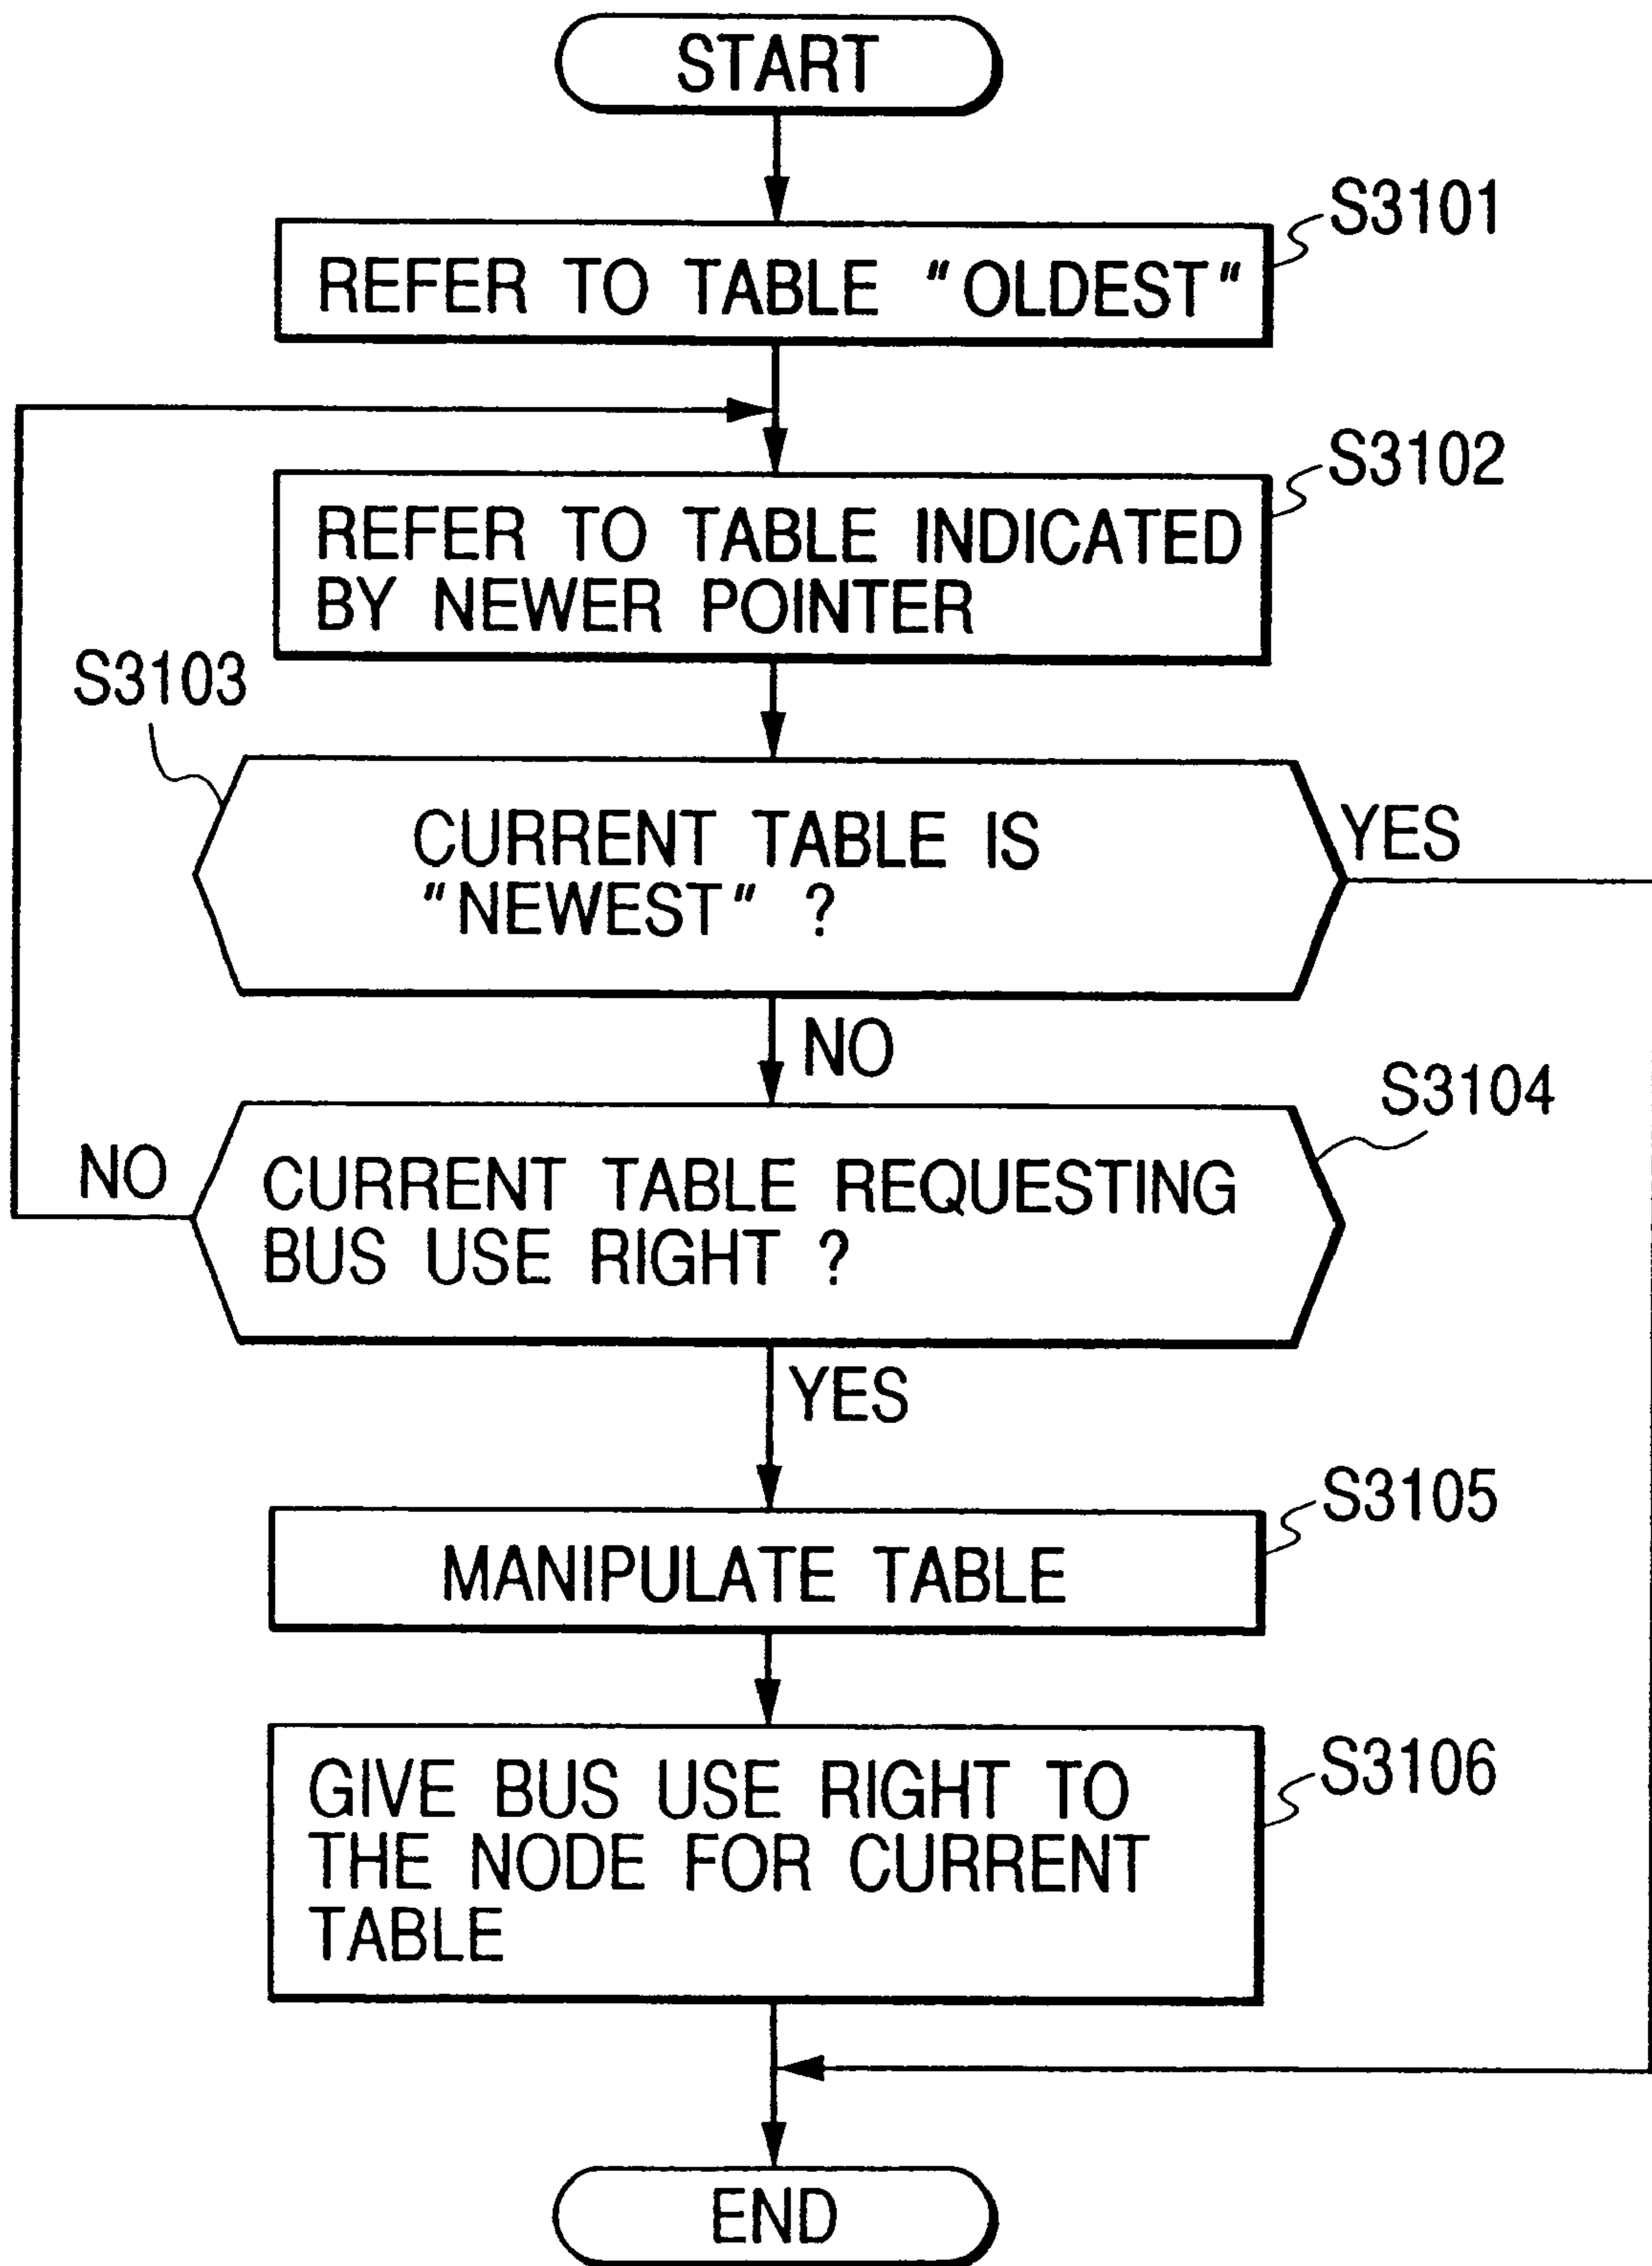 START
S3101
REFER TO TABLE "OLDEST"
S3102
REFER TO TABLE INDICATED
BY NEWER POINTER
S3103
CURRENT TABLE IS
"NEWEST" ?
YES
NO
S3104
NO
CURRENT TABLE REQUESTING
BUS USE RIGHT ?
YES
S3105
MANIPULATE TABLE
S3106
GIVE BUS USE RIGHT TO
THE NODE FOR CURRENT
TABLE
END